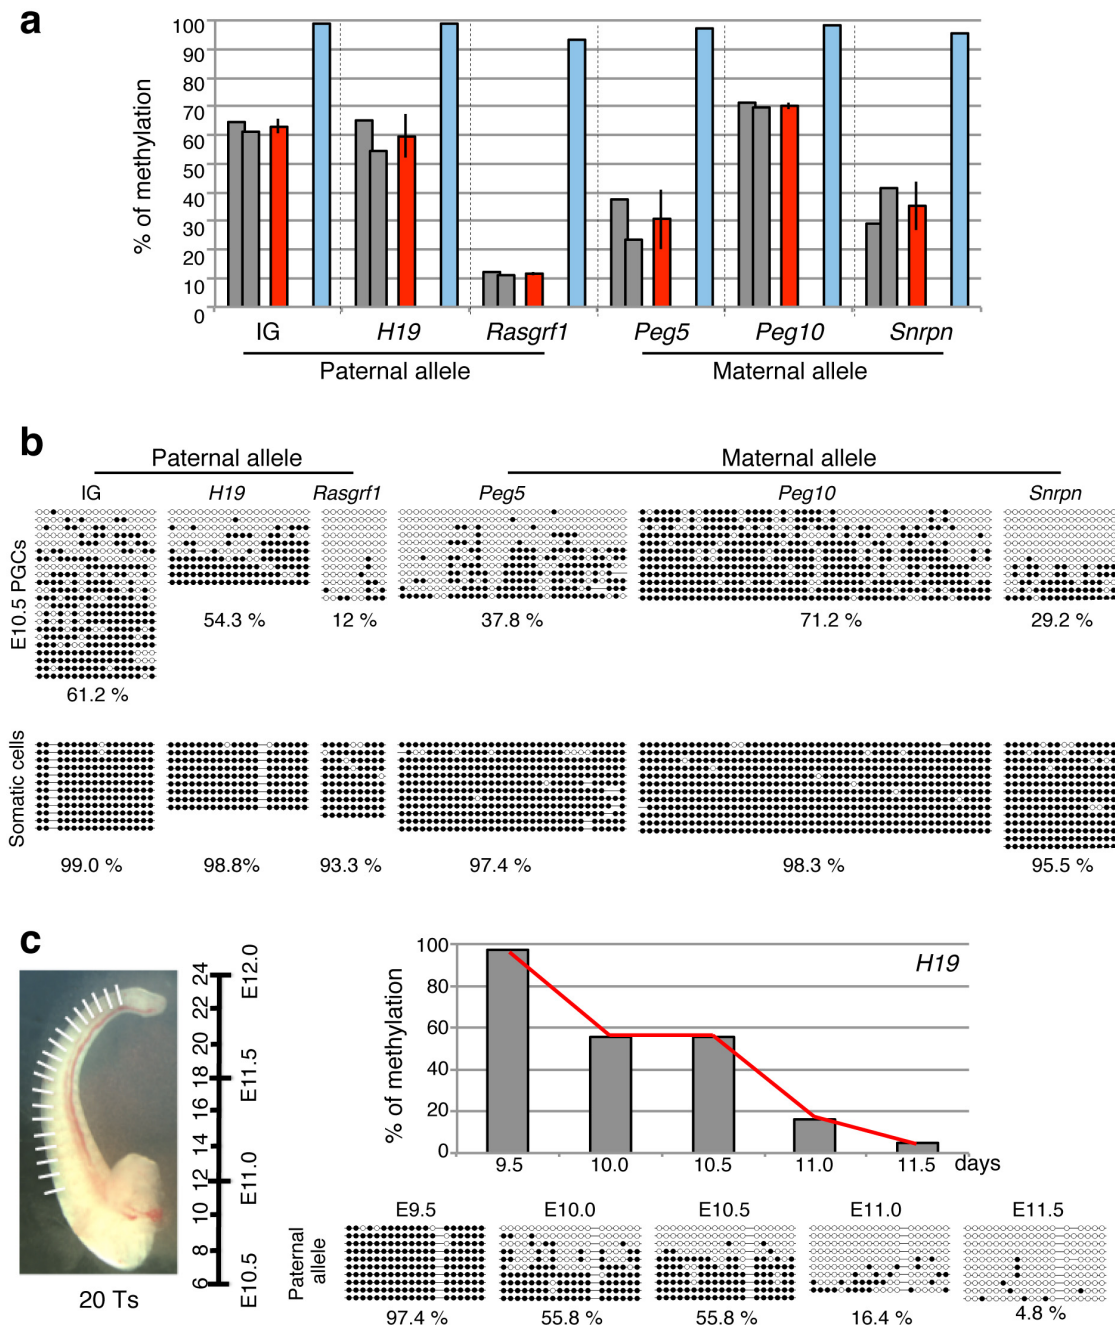 a
% of methylation
100
90
80
70
60
50
40
30
20
10
0
IG H19 Rasgrf1 Peg5 Peg10 Snrpn
Paternal allele Maternal allele
b
Paternal allele Maternal allele
IG H19 Rasgrf1 Peg5 Peg10 Snrpn
E10.5 PGCs
54.3 % 12 % 37.8 % 71.2 % 29.2 %
61.2 %
Somatic cells
99.0 % 98.8% 93.3 % 97.4 % 98.3 % 95.5 %
c
24
22
20
18
16
14
12
10
8
6
E12.0
E11.5
E11.0
E10.5
20 Ts
% of methylation
100
80
60
40
20
0
H19
9.5 10.0 10.5 11.0 11.5 days
E9.5 E10.0 E10.5 E11.0 E11.5
Paternal
allele
97.4 % 55.8 % 55.8 % 16.4 % 4.8 %